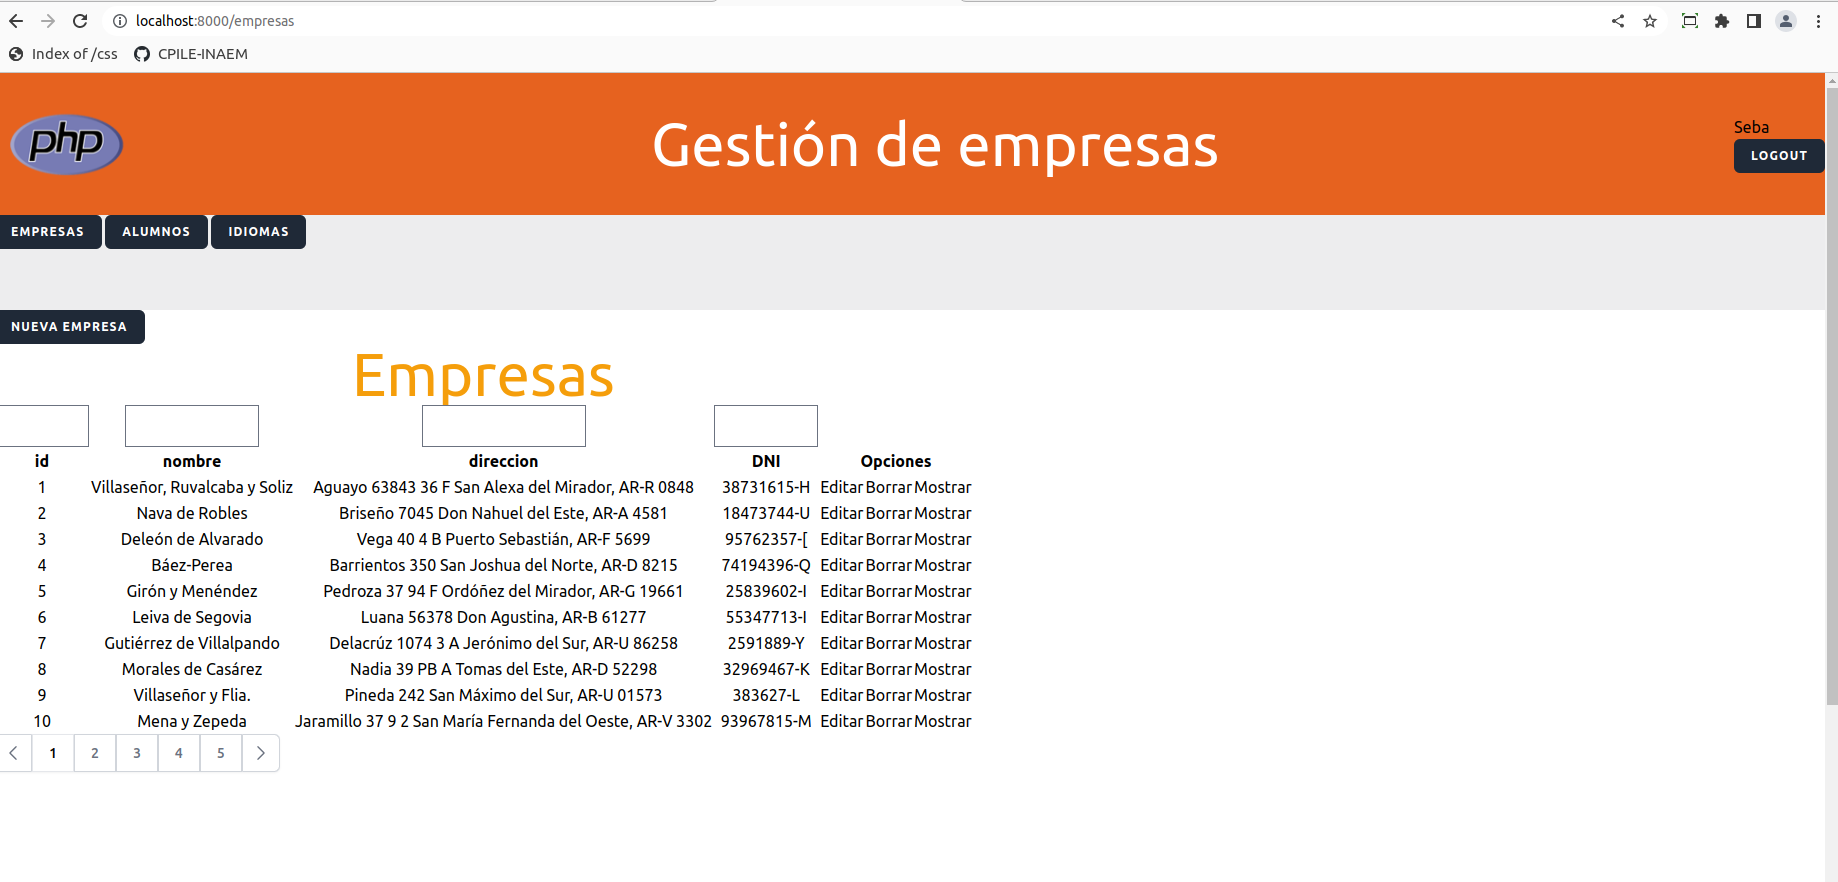 localhost:8000/empresas
Index of /css CPILE-INAEM
php
Gestión de empresas
Seba
LOGOUT
EMPRESAS ALUMNOS IDIOMAS
NUEVA EMPRESA
Empresas
id nombre direccion DNI Opciones
1 Villaseñor, Ruvalcaba y Soliz Aguayo 63843 36 F San Alexa del Mirador, AR-R 0848 38731615-H Editar Borrar Mostrar
2 Nava de Robles Briseño 7045 Don Nahuel del Este, AR-A 4581 18473744-U Editar Borrar Mostrar
3 Deleón de Alvarado Vega 40 4 B Puerto Sebastián, AR-F 5699 95762357-[ Editar Borrar Mostrar
4 Báez-Perea Barrientos 350 San Joshua del Norte, AR-D 8215 74194396-Q Editar Borrar Mostrar
5 Girón y Menéndez Pedroza 37 94 F Ordóñez del Mirador, AR-G 19661 25839602-I Editar Borrar Mostrar
6 Leiva de Segovia Luana 56378 Don Agustina, AR-B 61277 55347713-I Editar Borrar Mostrar
7 Gutiérrez de Villalpando Delacrúz 1074 3 A Jerónimo del Sur, AR-U 86258 2591889-Y Editar Borrar Mostrar
8 Morales de Casárez Nadia 39 PB A Tomas del Este, AR-D 52298 32969467-K Editar Borrar Mostrar
9 Villaseñor y Flia. Pineda 242 San Máximo del Sur, AR-U 01573 383627-L Editar Borrar Mostrar
10 Mena y Zepeda Jaramillo 37 9 2 San María Fernanda del Oeste, AR-V 3302 93967815-M Editar Borrar Mostrar
1 2 3 4 5